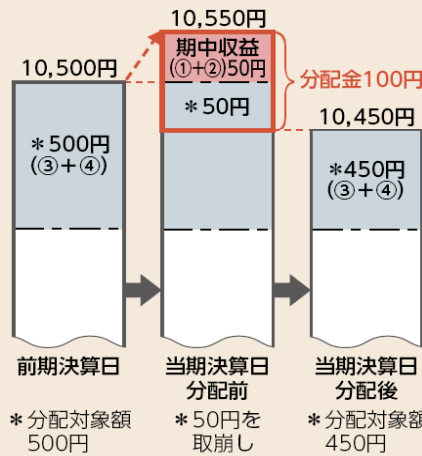 10,550円
期中収益
(①+②)50円
10,500円
分配金100円
*50円
10,450円
*500円
(③+④)
*450円
(③+④)
前期決算日
当期決算日
分配前
当期決算日
分配後
*分配対象額
500円
*50円を
取崩し
*分配対象額
450円